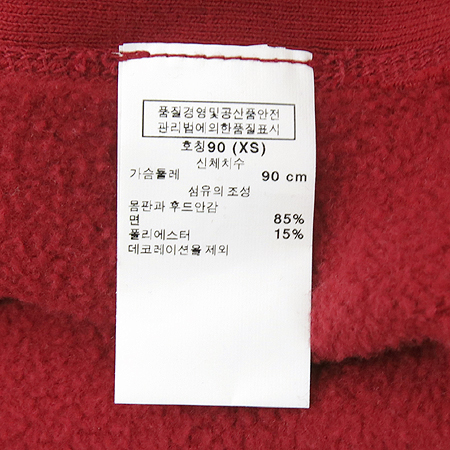 품질경영및공산품안전
관리법에의한품질표시
호칭90 (XS)
신체치수
가슴둘레 90 cm
섬유의 조성
몸판과 후드안감
면 85%
폴리에스터 15%
데코레이션을 제외